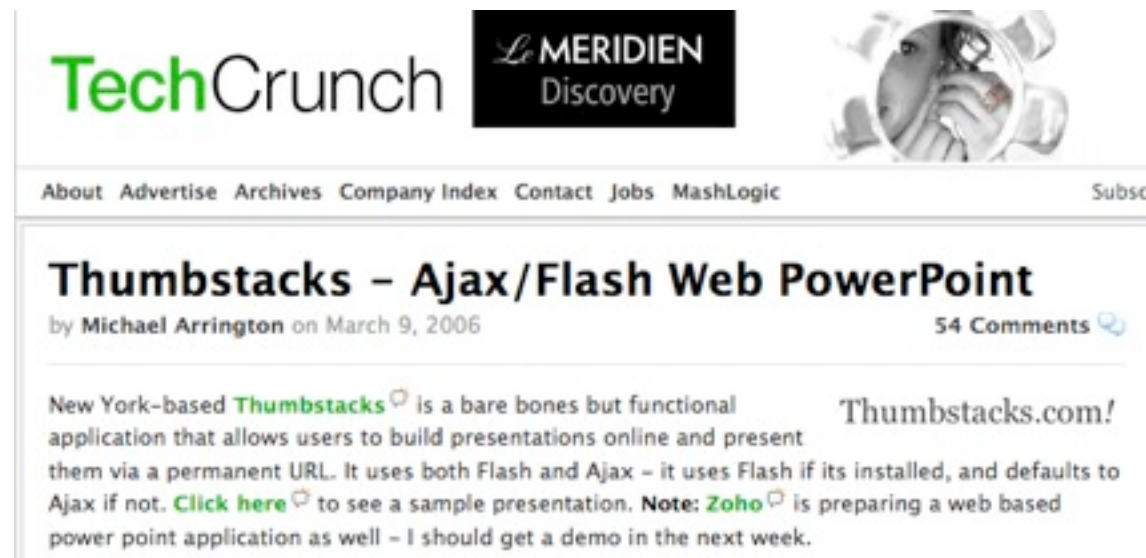 TechCrunch
Le MERIDIEN
Discovery
About Advertise Archives Company Index Contact Jobs MashLogic Subsc
Thumbstacks – Ajax/Flash Web PowerPoint
by Michael Arrington on March 9, 2006 54 Comments
New York-based Thumbstacks is a bare bones but functional
Thumbstacks.com!
application that allows users to build presentations online and present
them via a permanent URL. It uses both Flash and Ajax – it uses Flash if its installed, and defaults to
Ajax if not. Click here to see a sample presentation. Note: Zoho is preparing a web based
power point application as well – I should get a demo in the next week.